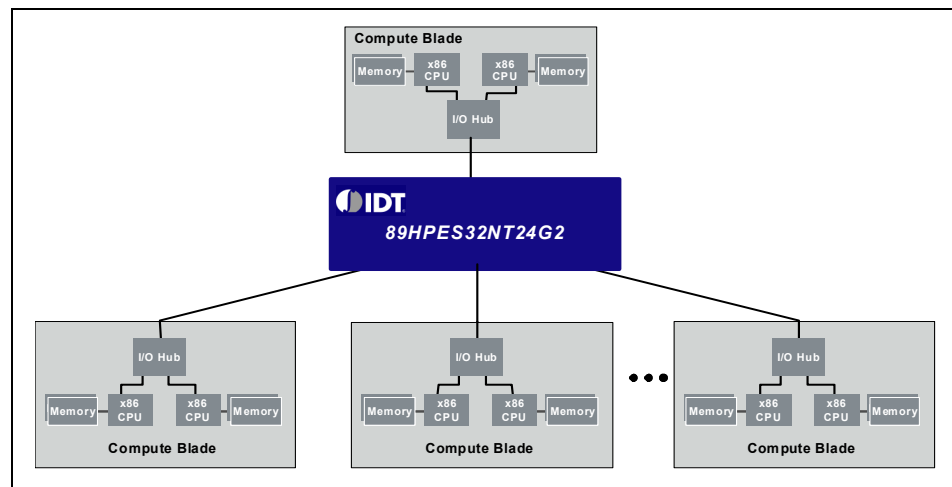 Compute Blade
Memory
x86
CPU
x86
CPU
Memory
I/O Hub
IDT.
89HPES32NT24G2
I/O Hub
Memory
x86
CPU
x86
CPU
Memory
Compute Blade
I/O Hub
Memory
x86
CPU
x86
CPU
Memory
Compute Blade
I/O Hub
Memory
x86
CPU
x86
CPU
Memory
Compute Blade